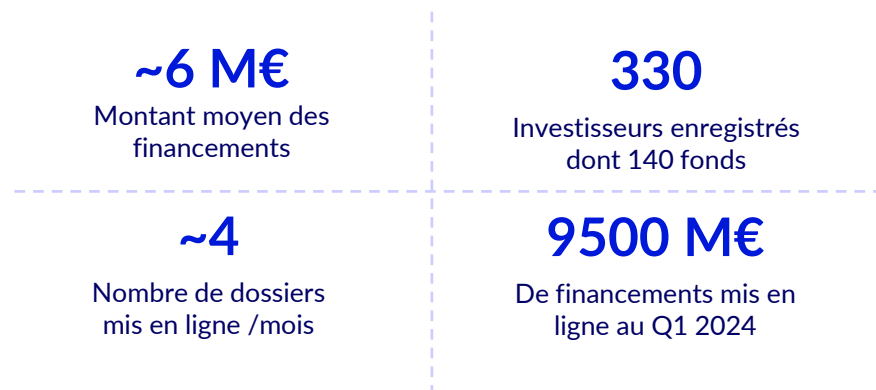 ~6 M€
Montant moyen des
financements
330
Investisseurs enregistrés
dont 140 fonds
~4
Nombre de dossiers
mis en ligne /mois
9500 M€
De financements mis en
ligne au Q1 2024